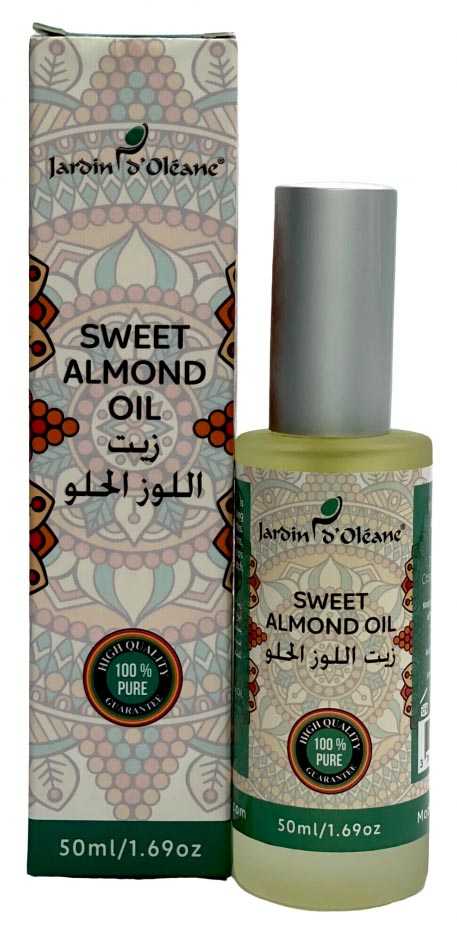 Jardin d'Oléane®
SWEET
ALMOND
OIL
زيت
اللوز الحلو
HIGH QUALITY
100 %
PURE
GUARANTEE
50ml/1.69oz
Jardin d'Oléane®
SWEET
ALMOND OIL
زيت اللوز الحلو
HIGH QUALITY
100 %
PURE
GUARANTEE
50ml/1.69oz